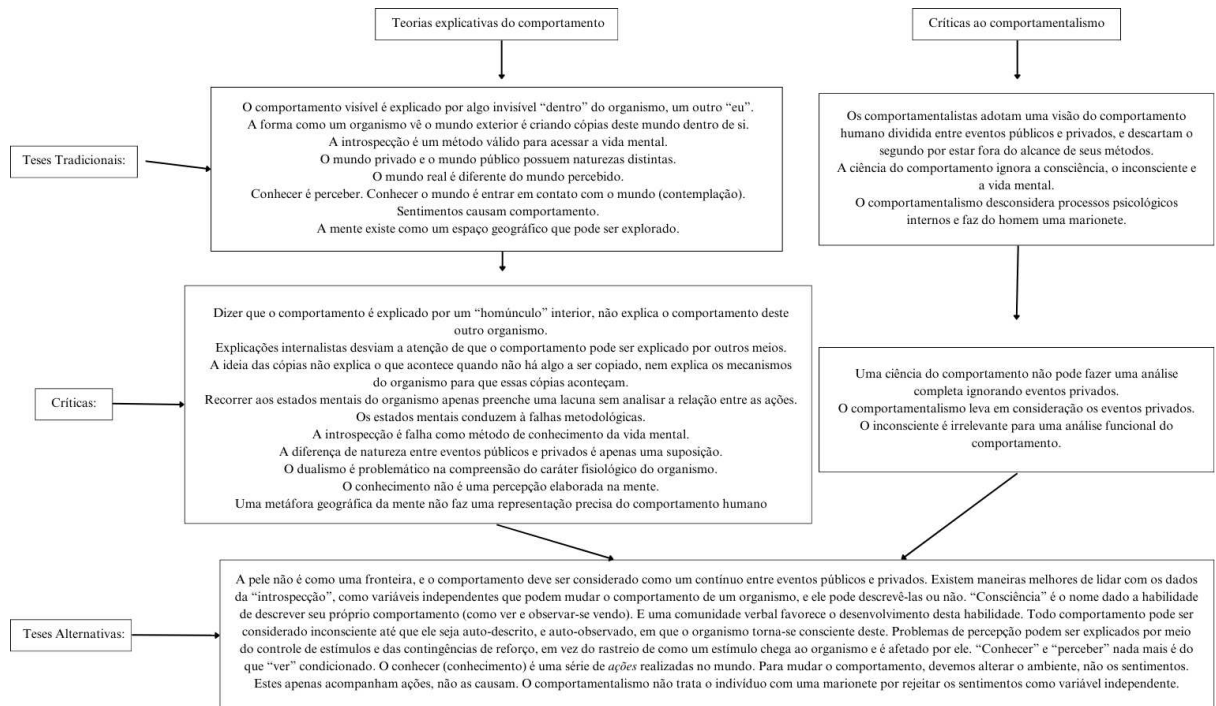 Teorias explicativas do comportamento
Críticas ao comportamentalismo
Teses Tradicionais:
O comportamento visível é explicado por algo invisível “dentro” do organismo, um outro “eu”.
A forma como um organismo vê o mundo exterior é criando cópias deste mundo dentro de si.
A introspecção é um método válido para acessar a vida mental.
O mundo privado e o mundo público possuem naturezas distintas.
O mundo real é diferente do mundo percebido.
Conhecer é perceber. Conhecer o mundo é entrar em contato com o mundo (contemplação).
Sentimentos causam comportamento.
A mente existe como um espaço geográfico que pode ser explorado.
Os comportamentalistas adotam uma visão do comportamento
humano dividida entre eventos públicos e privados, e descartam o
segundo por estar fora do alcance de seus métodos.
A ciência do comportamento ignora a consciência, o inconsciente e
a vida mental.
O comportamentalismo desconsidera processos psicológicos
internos e faz do homem uma marionete.
Críticas:
Dizer que o comportamento é explicado por um “homúnculo” interior, não explica o comportamento deste
outro organismo.
Explicações internalistas desviam a atenção de que o comportamento pode ser explicado por outros meios.
A ideia das cópias não explica o que acontece quando não há algo a ser copiado, nem explica os mecanismos
do organismo para que essas cópias aconteçam.
Recorrer aos estados mentais do organismo apenas preenche uma lacuna sem analisar a relação entre as ações.
Os estados mentais conduzem à falhas metodológicas.
A introspecção é falha como método de conhecimento da vida mental.
A diferença de natureza entre eventos públicos e privados é apenas uma suposição.
O dualismo é problemático na compreensão do caráter fisiológico do organismo.
O conhecimento não é uma percepção elaborada na mente.
Uma metáfora geográfica da mente não faz uma representação precisa do comportamento humano
Uma ciência do comportamento não pode fazer uma análise
completa ignorando eventos privados.
O comportamentalismo leva em consideração os eventos privados.
O inconsciente é irrelevante para uma análise funcional do
comportamento.
Teses Alternativas:
A pele não é como uma fronteira, e o comportamento deve ser considerado como um contínuo entre eventos públicos e privados. Existem maneiras melhores de lidar com os dados
da “introspecção”, como variáveis independentes que podem mudar o comportamento de um organismo, e ele pode descrevê-las ou não. “Consciência” é o nome dado a habilidade
de descrever seu próprio comportamento (como ver e observar-se vendo). E uma comunidade verbal favorece o desenvolvimento desta habilidade. Todo comportamento pode ser
considerado inconsciente até que ele seja auto-descrito, e auto-observado, em que o organismo torna-se consciente deste. Problemas de percepção podem ser explicados por meio
do controle de estímulos e das contingências de reforço, em vez do rastreio de como um estímulo chega ao organismo e é afetado por ele. “Conhecer” e “perceber” nada mais é do
que “ver” condicionado. O conhecer (conhecimento) é uma série de ações realizadas no mundo. Para mudar o comportamento, devemos alterar o ambiente, não os sentimentos.
Estes apenas acompanham ações, não as causam. O comportamentalismo não trata o indivíduo com uma marionete por rejeitar os sentimentos como variável independente.